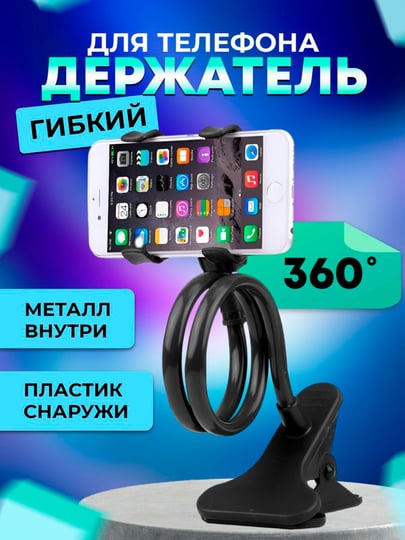 ДЛЯ ТЕЛЕФОНА
ДЕРЖАТЕЛЬ
ГИБКИЙ
360°
МЕТАЛЛ
ВНУТРИ
ПЛАСТИК
СНАРУЖИ